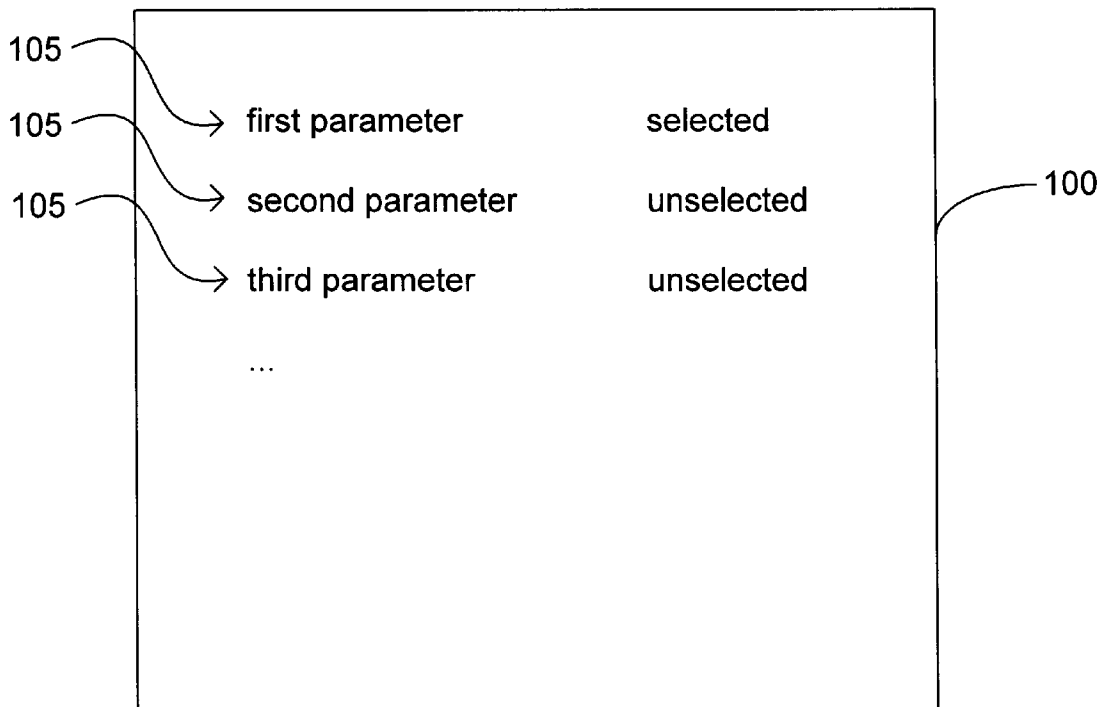 105
first parameter selected
105
second parameter unselected
100
105
third parameter unselected
...